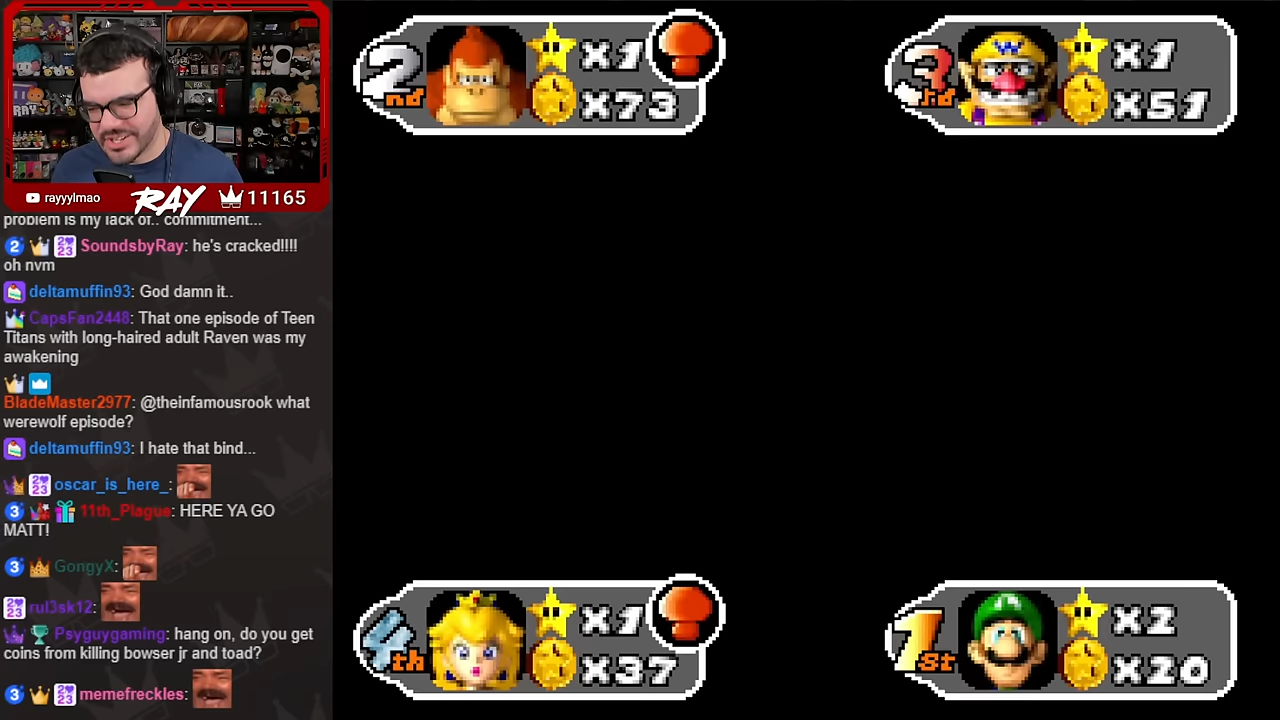 rayyylmao RAY 11165
problem is my lack of.. commitment...
2 SoundsbyRay: he's cracked!!!! oh nvm
deltamuffin93: God damn it..
CapsFan2448: That one episode of Teen
Titans with long-haired adult Raven was my
awakening
BladeMaster2977: @theinfamousrook what
werewolf episode?
deltamuffin93: I hate that bind...
oscar_is_here_:
3 11th_Plague: HERE YA GO
MATT!
3 GongyX:
rul3sk12:
Psyguygaming: hang on, do you get
coins from killing bowser jr and toad?
3 memefreckles:
2nd x1
x73
3rd x1
x51
4th x1
x37
1st x2
x20